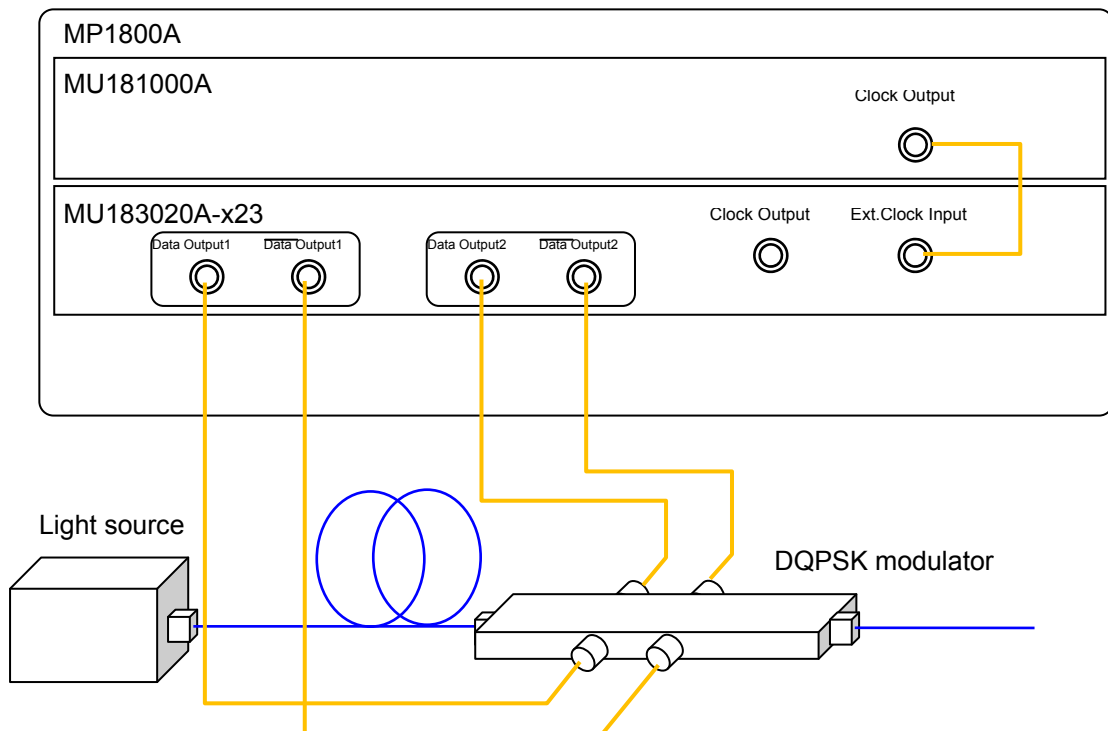 MP1800A
MU181000A
Clock Output
MU183020A-x23
Clock Output
Ext.Clock Input
Data Output1
Data Output1
Data Output2
Data Output2
Light source
DQPSK modulator